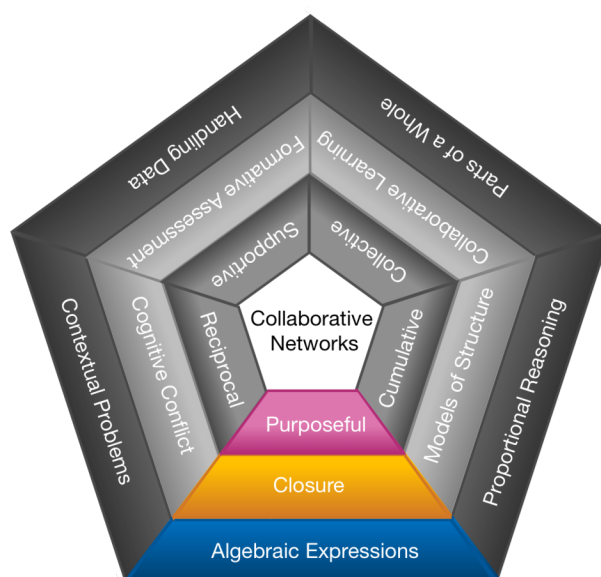 Handling Data
Parts of a Whole
Formative Assessment
Collaborative Learning
Supportive
Collective
Contextual Problems
Cognitive Conflict
Reciprocal
Collaborative
Networks
Cumulative
Models of Structure
Proportional Reasoning
Purposeful
Closure
Algebraic Expressions